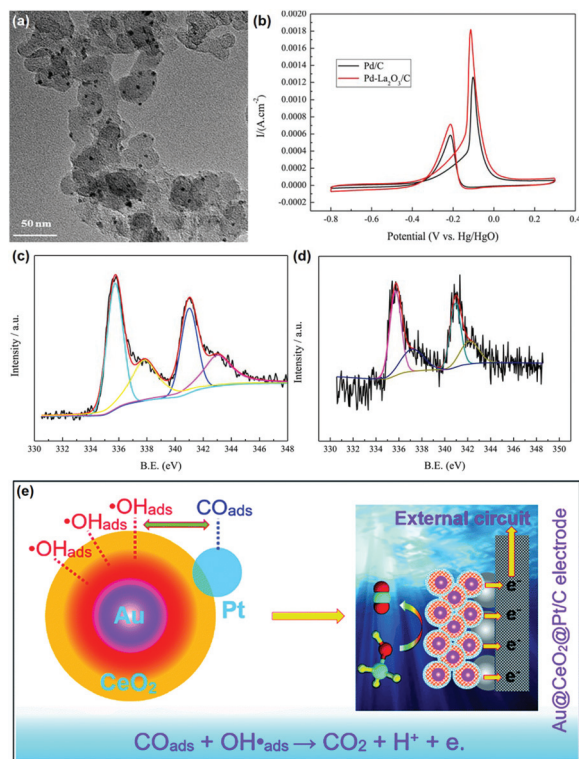 (a)
50 nm
(b)
0.0020
0.0018
0.0016
0.0014
0.0012
0.0010
0.0008
0.0006
0.0004
0.0002
0.0000
-0.0002
I/(A.cm⁻²)
Pd/C
Pd-La₂O₃/C
-0.8 -0.6 -0.4 -0.2 0.0 0.2 0.4
Potential (V vs. Hg/HgO)
(c)
Intensity / a.u.
330 332 334 336 338 340 342 344 346 348
B.E. (eV)
(d)
Intensity / a.u.
330 332 334 336 338 340 342 344 346 348 350
B.E. (eV)
(e)
•OHads
•OHads
•OHads
COads
Au
Pt
CeO₂
External circuit
e⁻
e⁻
e⁻
e⁻
Au@CeO₂@Pt/C electrode
COads + OH•ads → CO₂ + H⁺ + e.